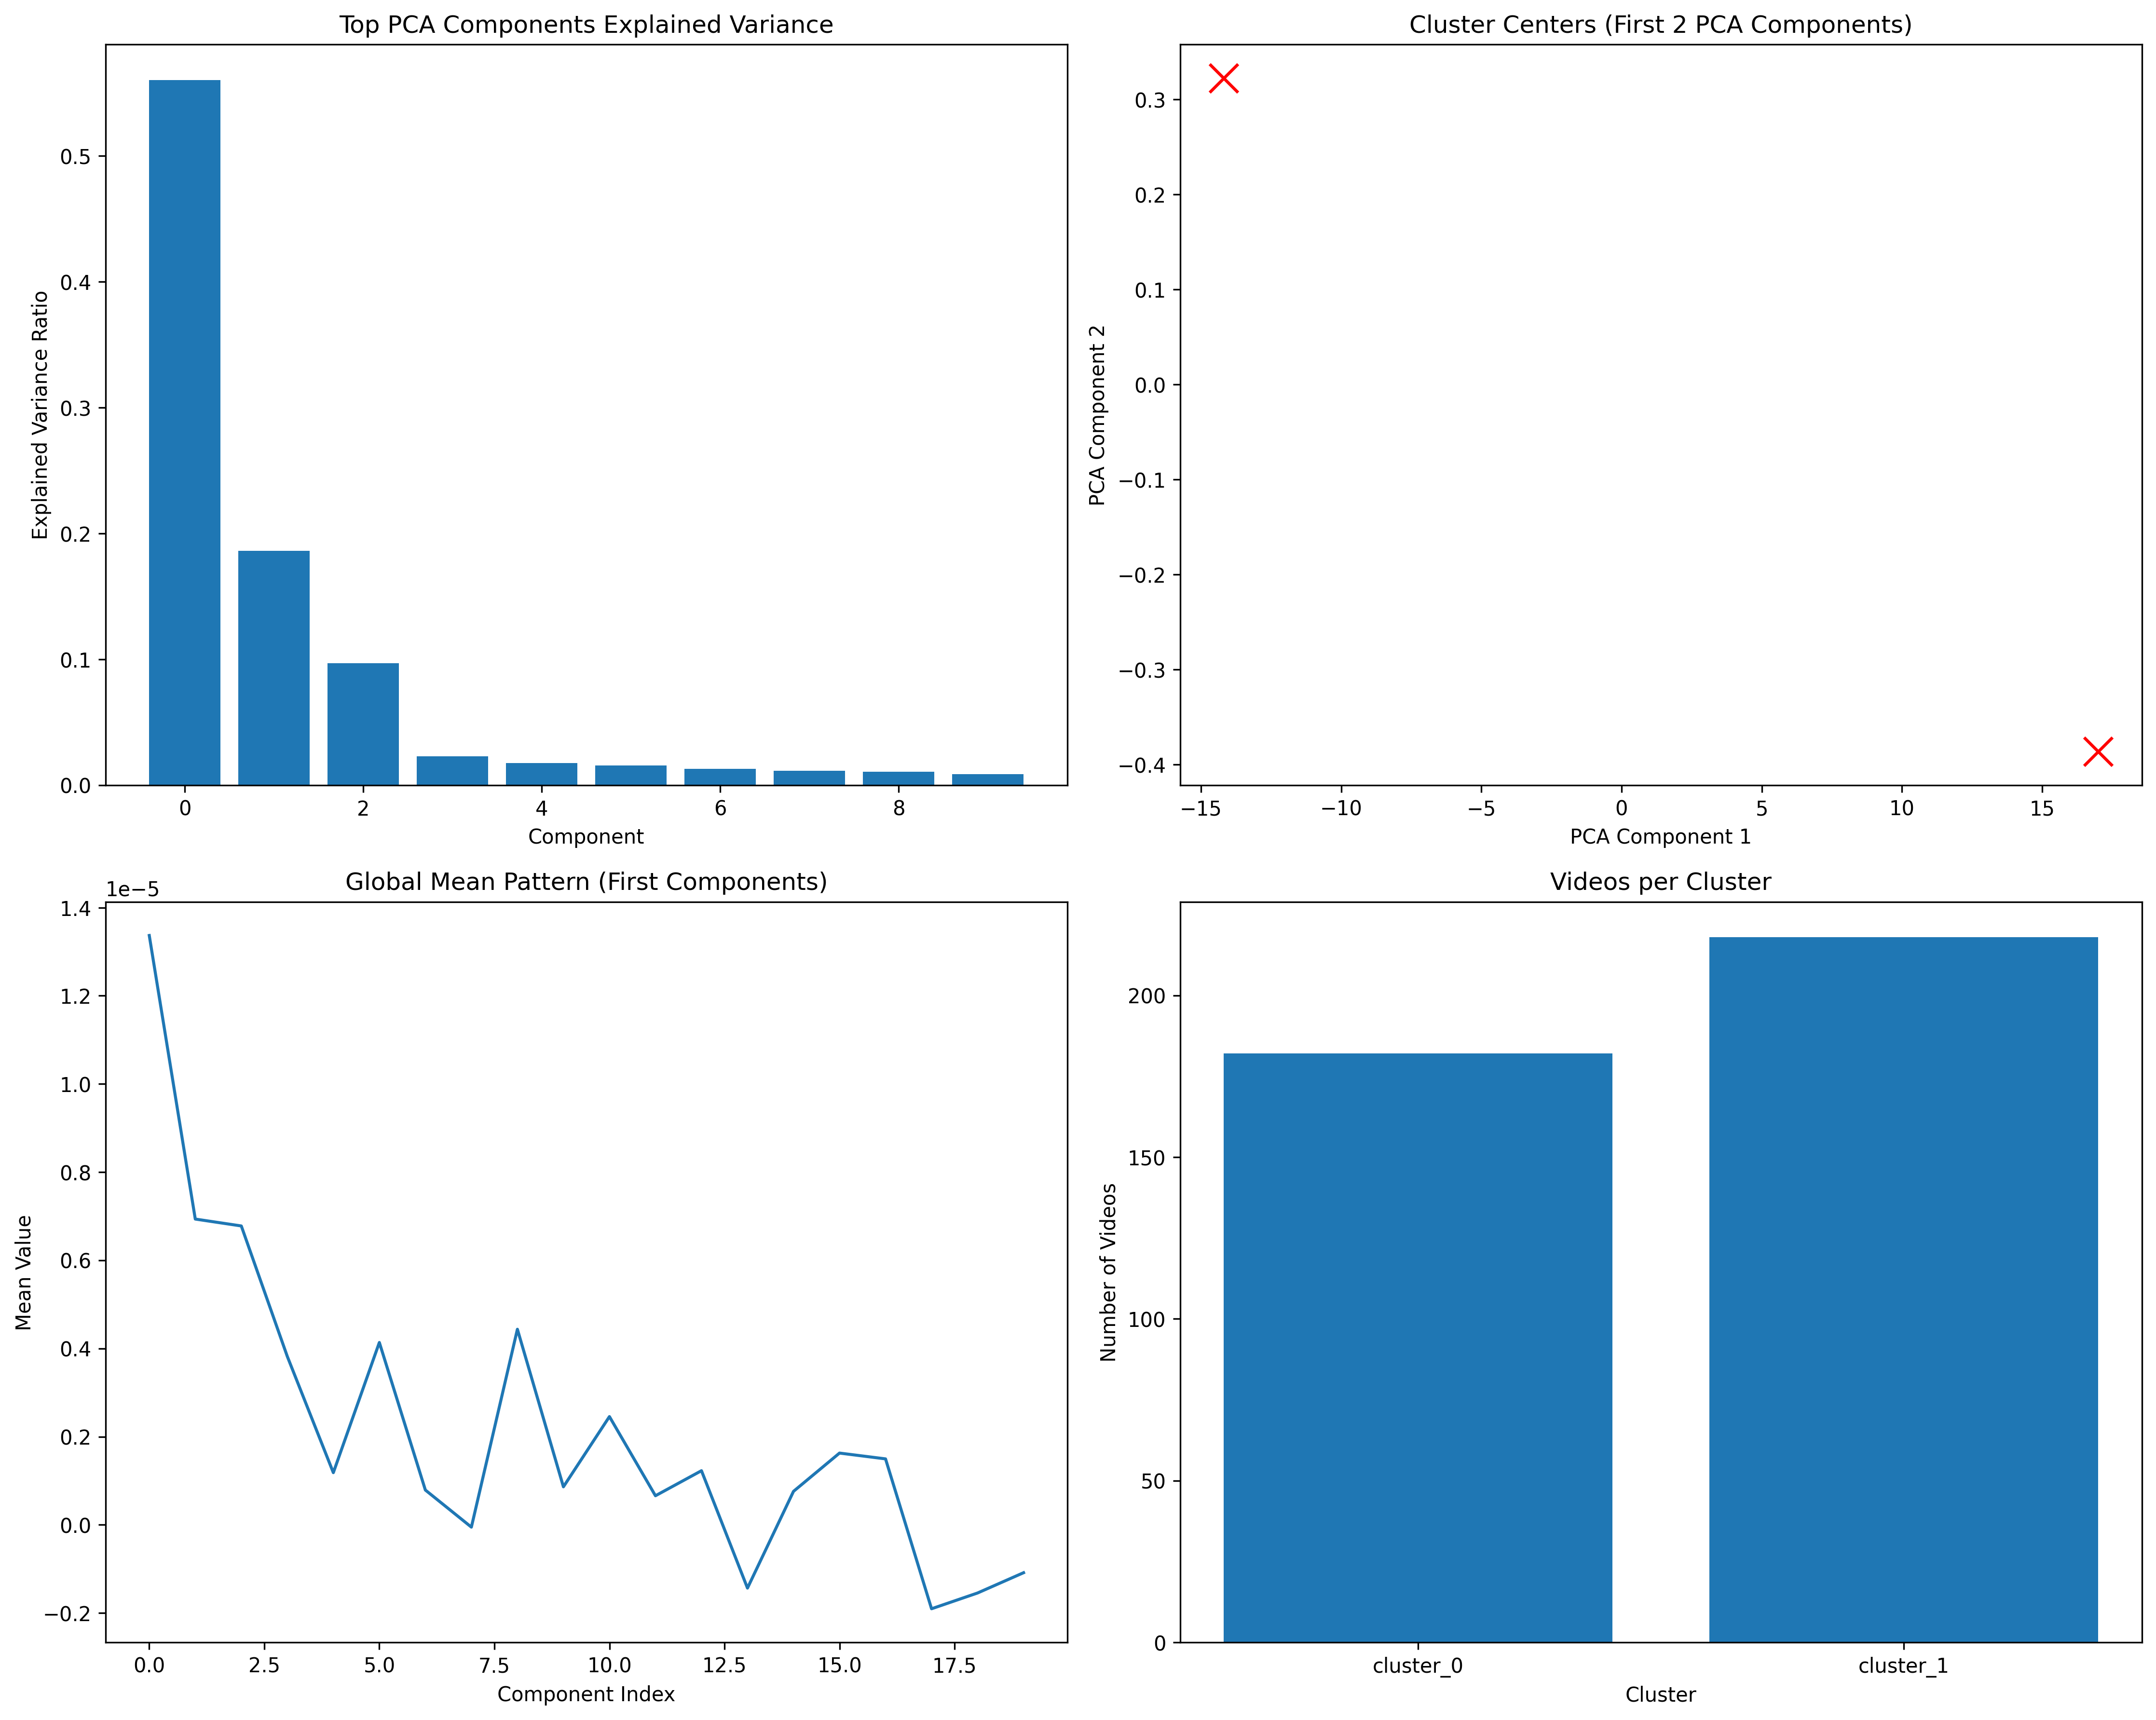 Top PCA Components Explained Variance
Explained Variance Ratio
0.5
0.4
0.3
0.2
0.1
0.0
0 2 4 6 8
Component
Cluster Centers (First 2 PCA Components)
PCA Component 2
0.3
0.2
0.1
0.0
−0.1
−0.2
−0.3
−0.4
−15 −10 −5 0 5 10 15
PCA Component 1
Global Mean Pattern (First Components)
1e−5
Mean Value
1.4
1.2
1.0
0.8
0.6
0.4
0.2
0.0
−0.2
0.0 2.5 5.0 7.5 10.0 12.5 15.0 17.5
Component Index
Videos per Cluster
Number of Videos
200
150
100
50
0
cluster_0 cluster_1
Cluster